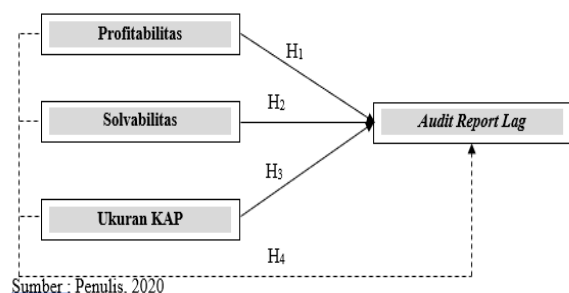 Profitabilitas
H1
Solvabilitas
H2
Audit Report Lag
H3
Ukuran KAP
H4
Sumber : Penulis, 2020